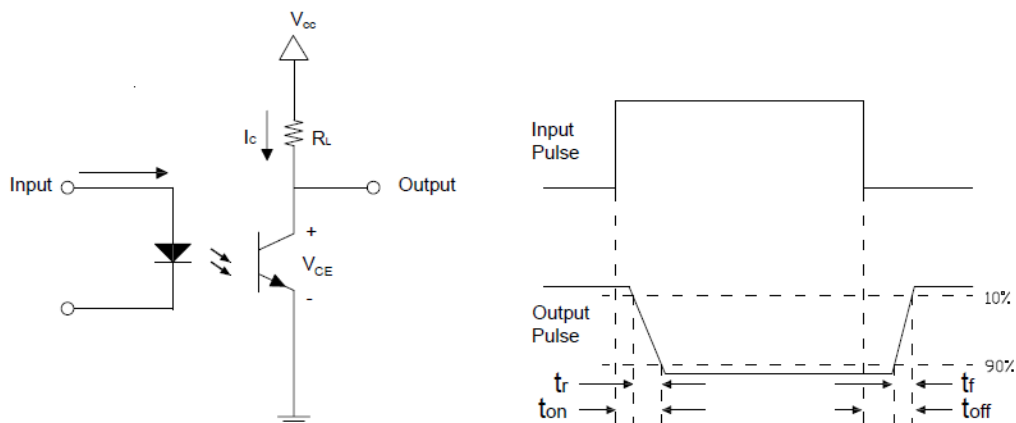 Vcc
Ic
RL
Input
Output
+
VCE
-
Input
Pulse
Output
Pulse
10%
90%
tr
tf
ton
toff